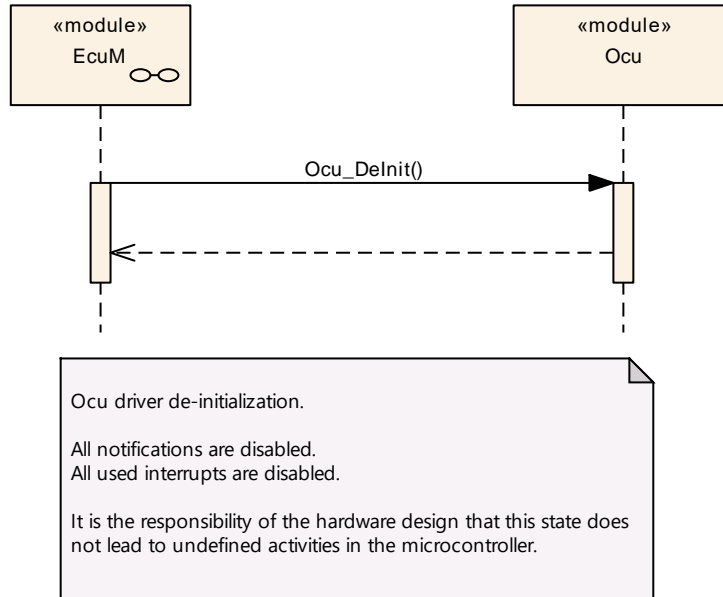 «module»
EcuM
«module»
Ocu
Ocu_DeInit()
Ocu driver de-initialization.
All notifications are disabled.
All used interrupts are disabled.
It is the responsibility of the hardware design that this state does
not lead to undefined activities in the microcontroller.